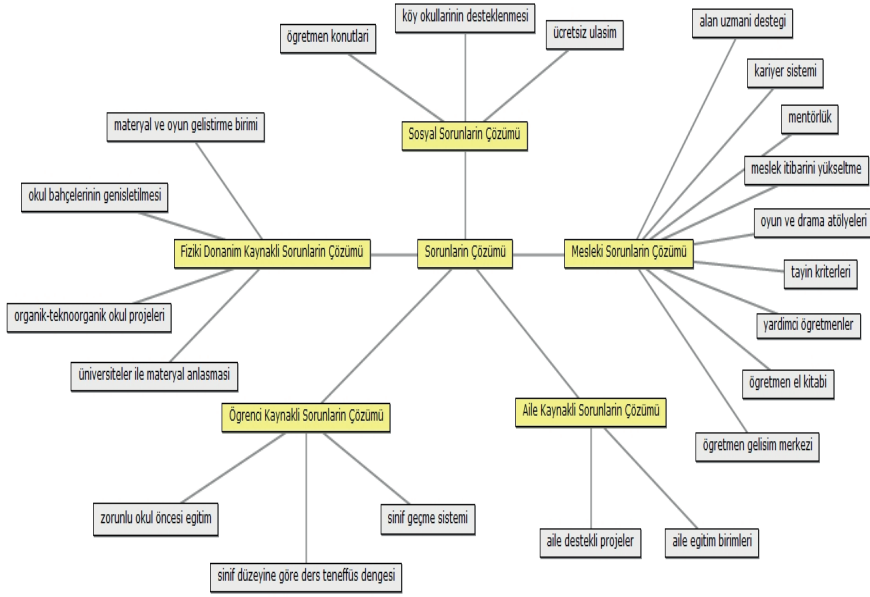 köy okullarinin desteklenmesi
alan uzmani destegi
ögretmen konutlari
ücretsiz ulasim
kariyer sistemi
mentörlük
materyal ve oyun gelistirme birimi
Sosyal Sorunlarin Çözümü
meslek itibarini yükseltme
okul bahçelerinin genisletilmesi
oyun ve drama atölyeleri
Fiziki Donanim Kaynakli Sorunlarin Çözümü
Sorunlarin Çözümü
Mesleki Sorunlarin Çözümü
tayin kriterleri
organik-teknoorganik okul projeleri
yardimci ögretmenler
üniversiteler ile materyal anlasmasi
ögretmen el kitabi
Ögrenci Kaynakli Sorunlarin Çözümü
Aile Kaynakli Sorunlarin Çözümü
ögretmen gelisim merkezi
zorunlu okul öncesi egitim
sinif geçme sistemi
aile destekli projeler
aile egitim birimleri
sinif düzeyine göre ders teneffüs dengesi